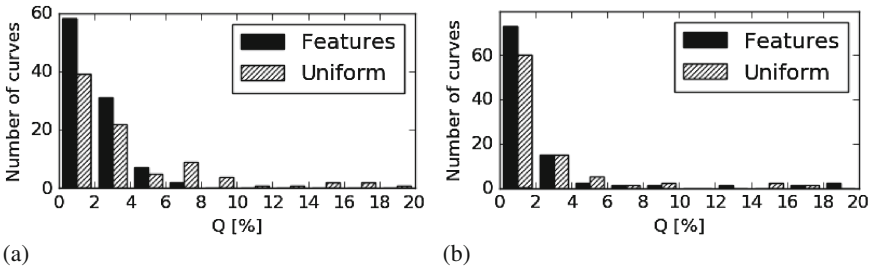 60
40
20
0
Number of curves
Features
Uniform
0 2 4 6 8 10 12 14 16 18 20
Q [%]
(a)
60
40
20
0
Number of curves
Features
Uniform
0 2 4 6 8 10 12 14 16 18 20
Q [%]
(b)